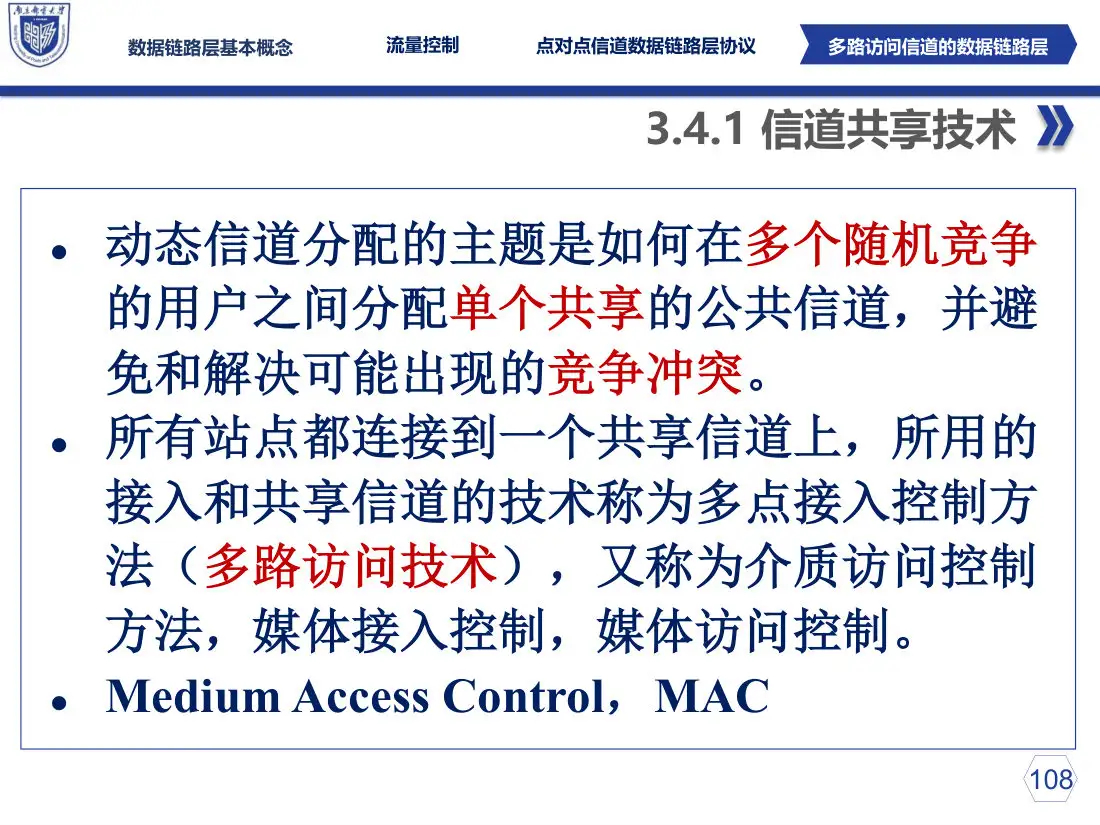 南京邮电大学
数据链路层基本概念
流量控制
点对点信道数据链路层协议
多路访问信道的数据链路层
3.4.1 信道共享技术
• 动态信道分配的主题是如何在多个随机竞争
的用户之间分配单个共享的公共信道，并避
免和解决可能出现的竞争冲突。
• 所有站点都连接到一个共享信道上，所用的
接入和共享信道的技术称为多点接入控制方
法（多路访问技术），又称为介质访问控制
方法，媒体接入控制，媒体访问控制。
• Medium Access Control，MAC
108